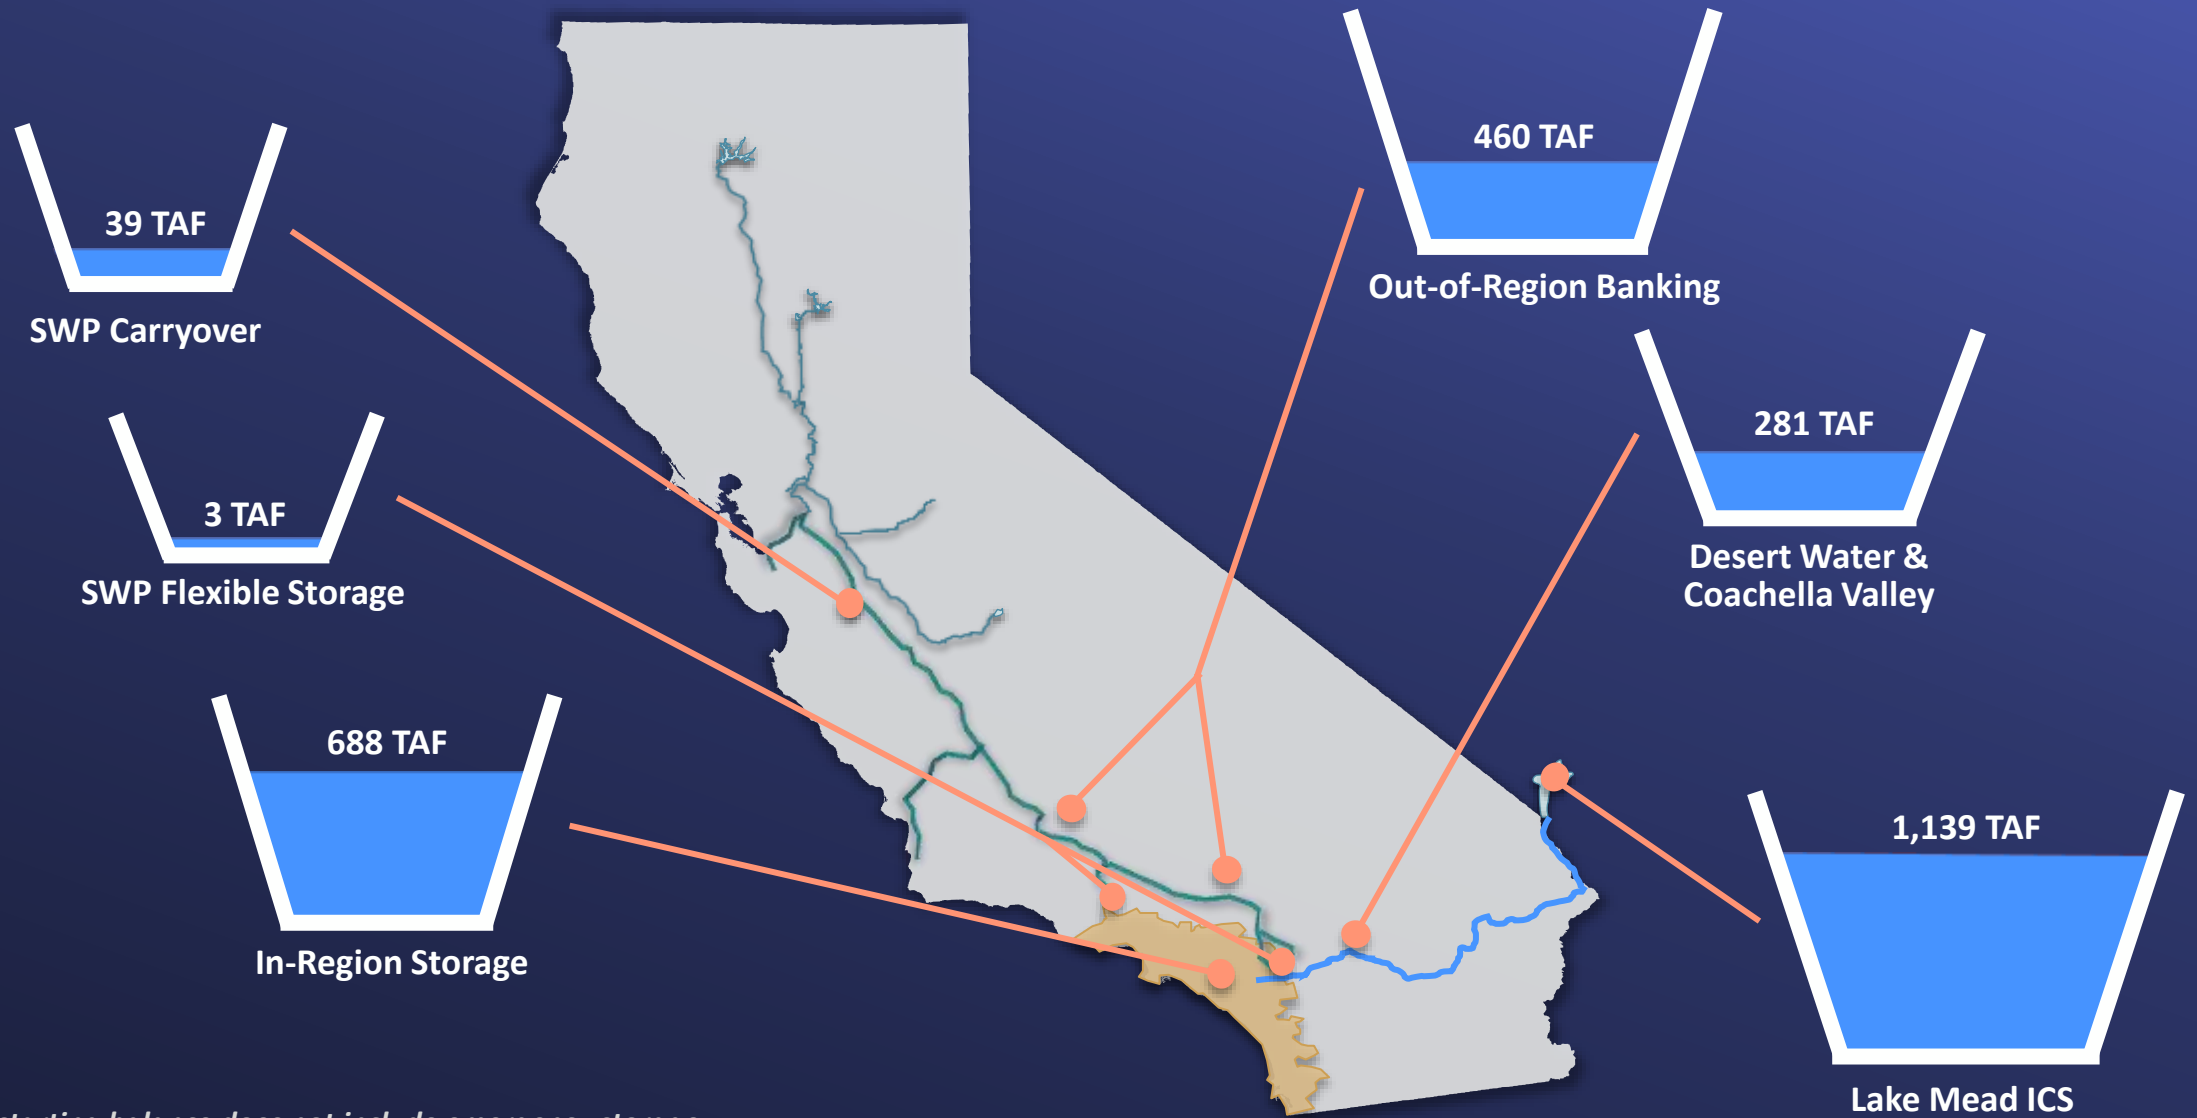 39 TAF
SWP Carryover
3 TAF
SWP Flexible Storage
688 TAF
In-Region Storage
460 TAF
Out-of-Region Banking
281 TAF
Desert Water &
Coachella Valley
1,139 TAF
Lake Mead ICS